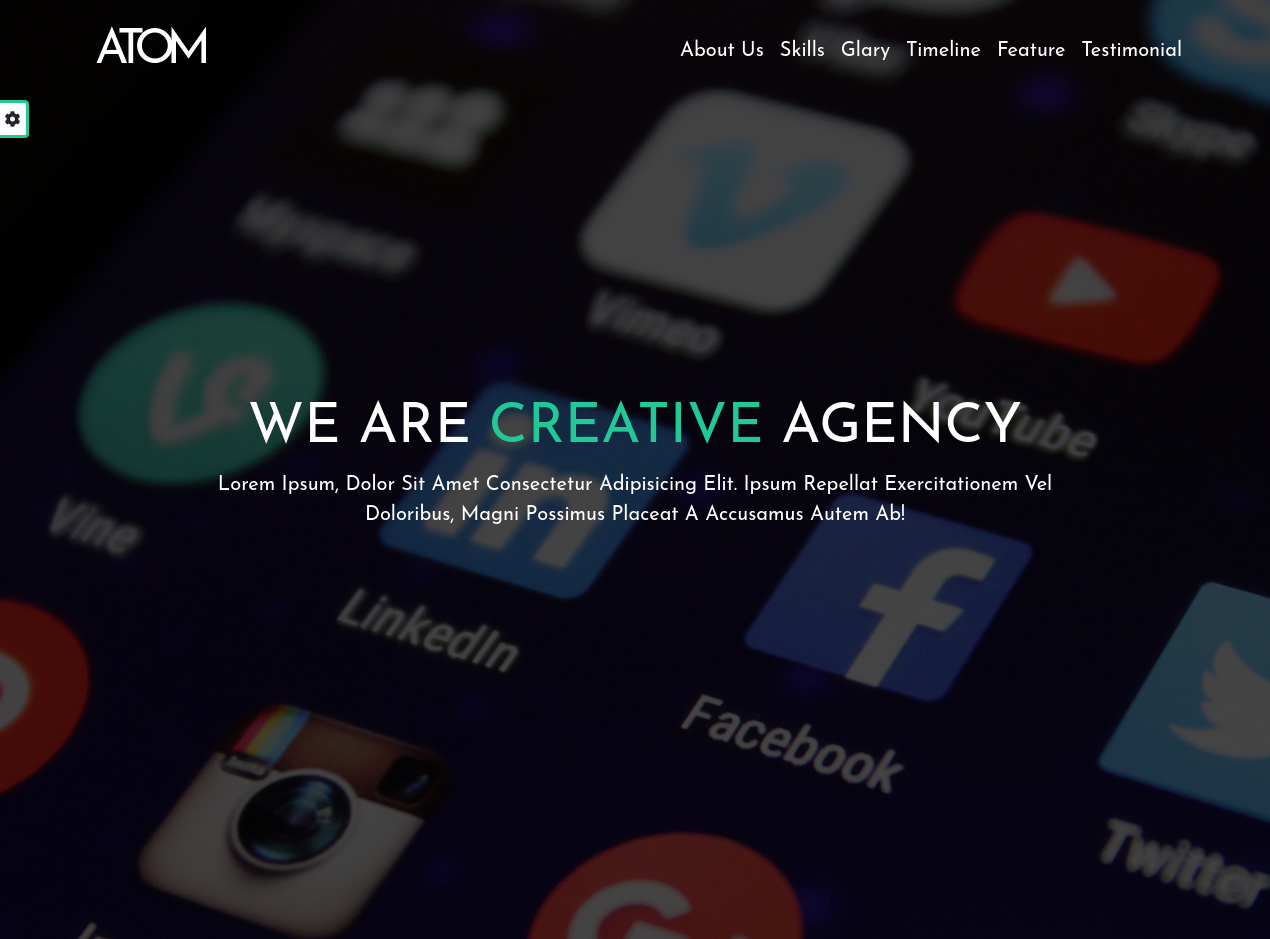 ATOM
About Us Skills Glary Timeline Feature Testimonial
Skype
Myspace
Vimeo
YouTube
WE ARE CREATIVE AGENCY
Lorem Ipsum, Dolor Sit Amet Consectetur Adipisicing Elit. Ipsum Repellat Exercitationem Vel
Doloribus, Magni Possimus Placeat A Accusamus Autem Ab!
Vine
in
LinkedIn
f
Facebook
Twitter
G